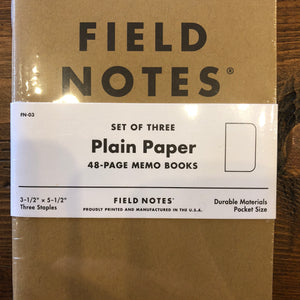 FIELD
NOTES®
FN-03
SET OF THREE
Plain Paper
48-PAGE MEMO BOOKS
3-1/2" × 5-1/2"
Three Staples
FIELD NOTES®
PROUDLY PRINTED AND MANUFACTURED IN THE U.S.A.
Durable Materials
Pocket Size